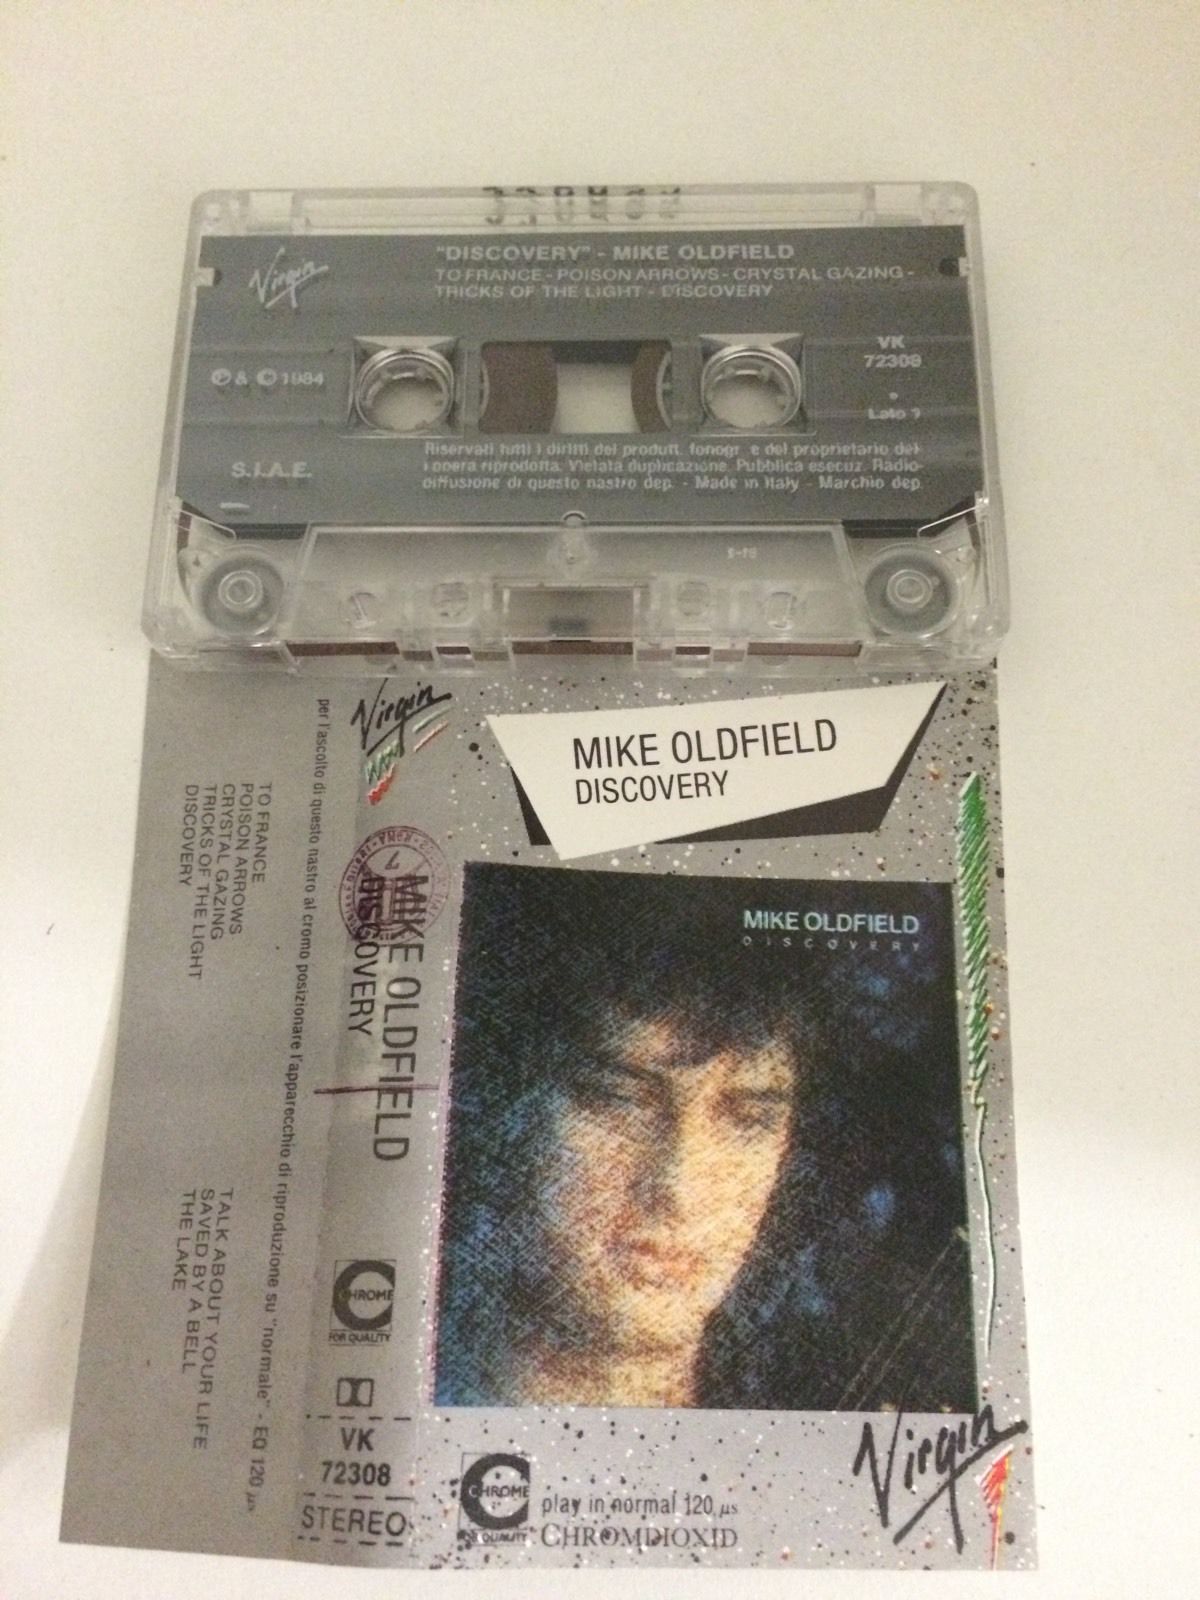 Virgin
"DISCOVERY" - MIKE OLDFIELD
TO FRANCE - POISON ARROWS - CRYSTAL GAZING -
TRICKS OF THE LIGHT - DISCOVERY
VK
72308
℗ & © 1984
Lato 1
S.I.A.E.
Riservati tutti i diritti dei produtt. fonogr. e del proprietario del-
l opera riprodotta. Vietata duplicazione. Pubblica esecuz. Radio-
diffusione di questo nastro dep. - Made in Italy - Marchio dep.
TO FRANCE
POISON ARROWS
CRYSTAL GAZING
TRICKS OF THE LIGHT
DISCOVERY
TALK ABOUT YOUR LIFE
SAVED BY A BELL
THE LAKE
per l'ascolto di questo nastro al cromo posizionare l'apparecchio di riproduzione su "normale" - EQ 120 µs
Virgin
MIKE OLDFIELD
DISCOVERY
CHROME
FOR QUALITY
VK
72308
STEREO
MIKE OLDFIELD
DISCOVERY
MIKE OLDFIELD
DISCOVERY
Virgin
CHROME
FOR QUALITY
play in normal 120 µs
CHROMDIOXID